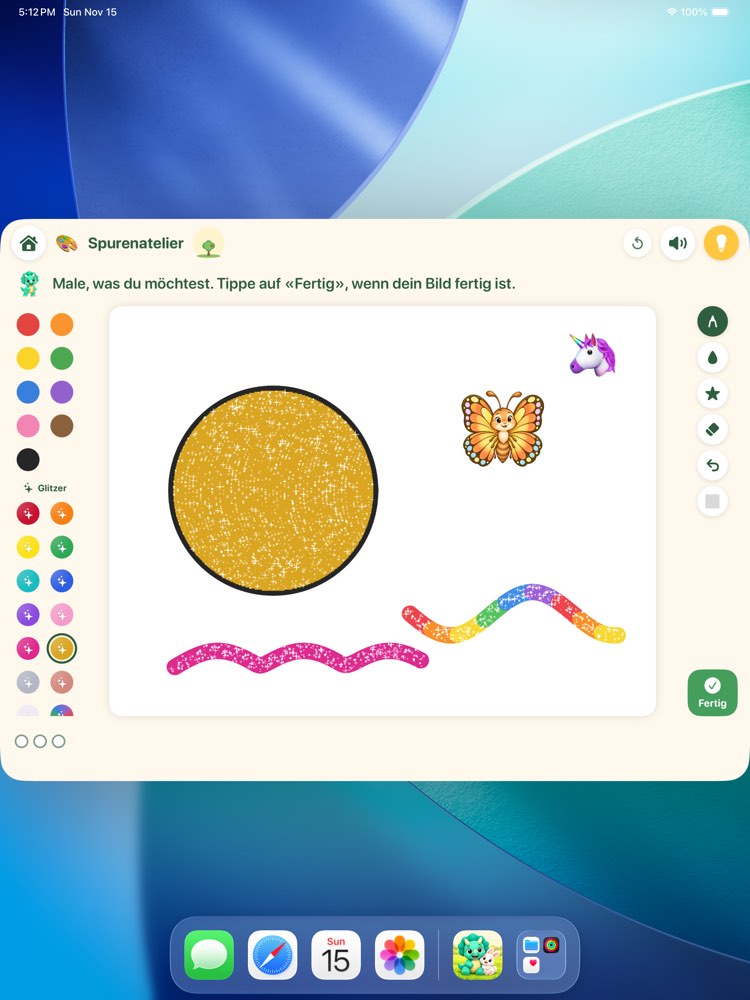 5:12 PM Sun Nov 15
100%
Spurenatelier
Male, was du möchtest. Tippe auf «Fertig», wenn dein Bild fertig ist.
Glitzer
Fertig
Sun
15